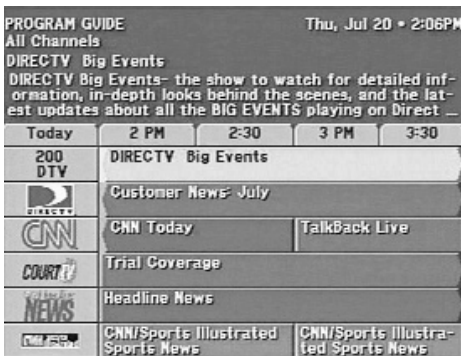 PROGRAM GUIDE Thu, Jul 20 • 2:06PM
All Channels
DIRECTV Big Events
DIRECTV Big Events- the show to watch for detailed inf-
ormation, in-depth looks behind the scenes, and the lat-
est updates about all the BIG EVENTS playing on Direct ...
Today 2 PM 2:30 3 PM 3:30
200
DTV
DIRECTV Big Events
DIRECTV
Customer News: July
CNN
CNN Today TalkBack Live
COURT TV
Trial Coverage
NEWS
Headline News
CNN/Sports Illustrated
Sports News
CNN/Sports Illustra-
ted Sports News